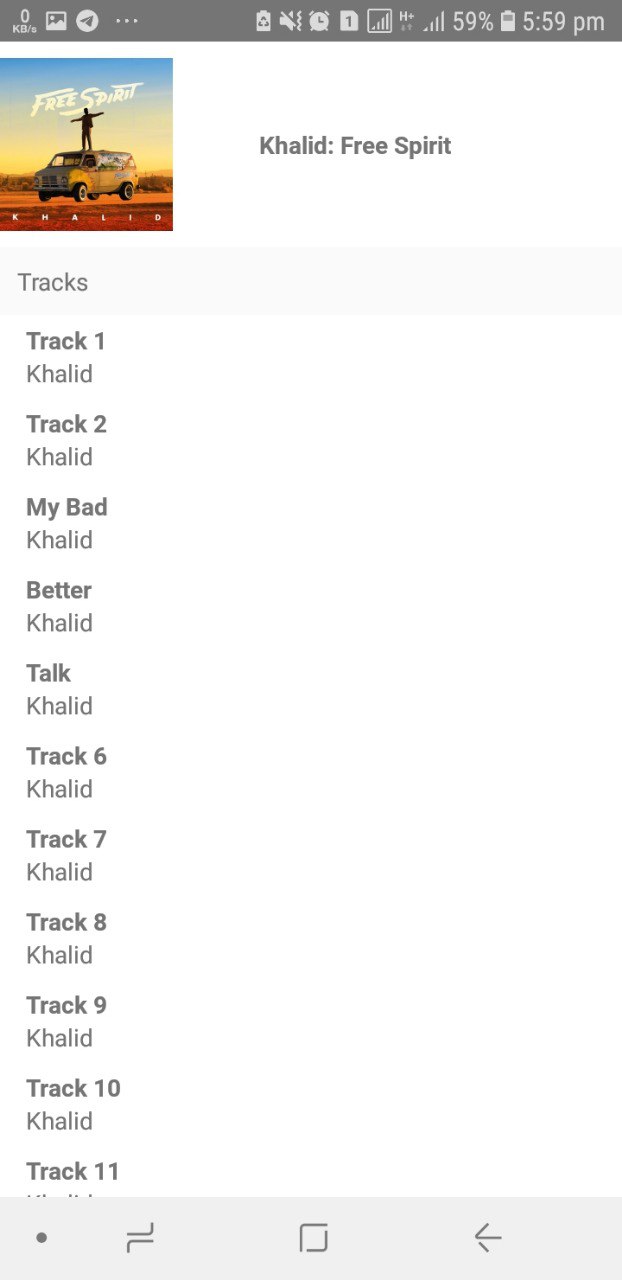 0
KB/s
1
H+
59%
5:59 pm
FREE SPIRIT
K H A L I D
Khalid: Free Spirit
Tracks
Track 1
Khalid
Track 2
Khalid
My Bad
Khalid
Better
Khalid
Talk
Khalid
Track 6
Khalid
Track 7
Khalid
Track 8
Khalid
Track 9
Khalid
Track 10
Khalid
Track 11